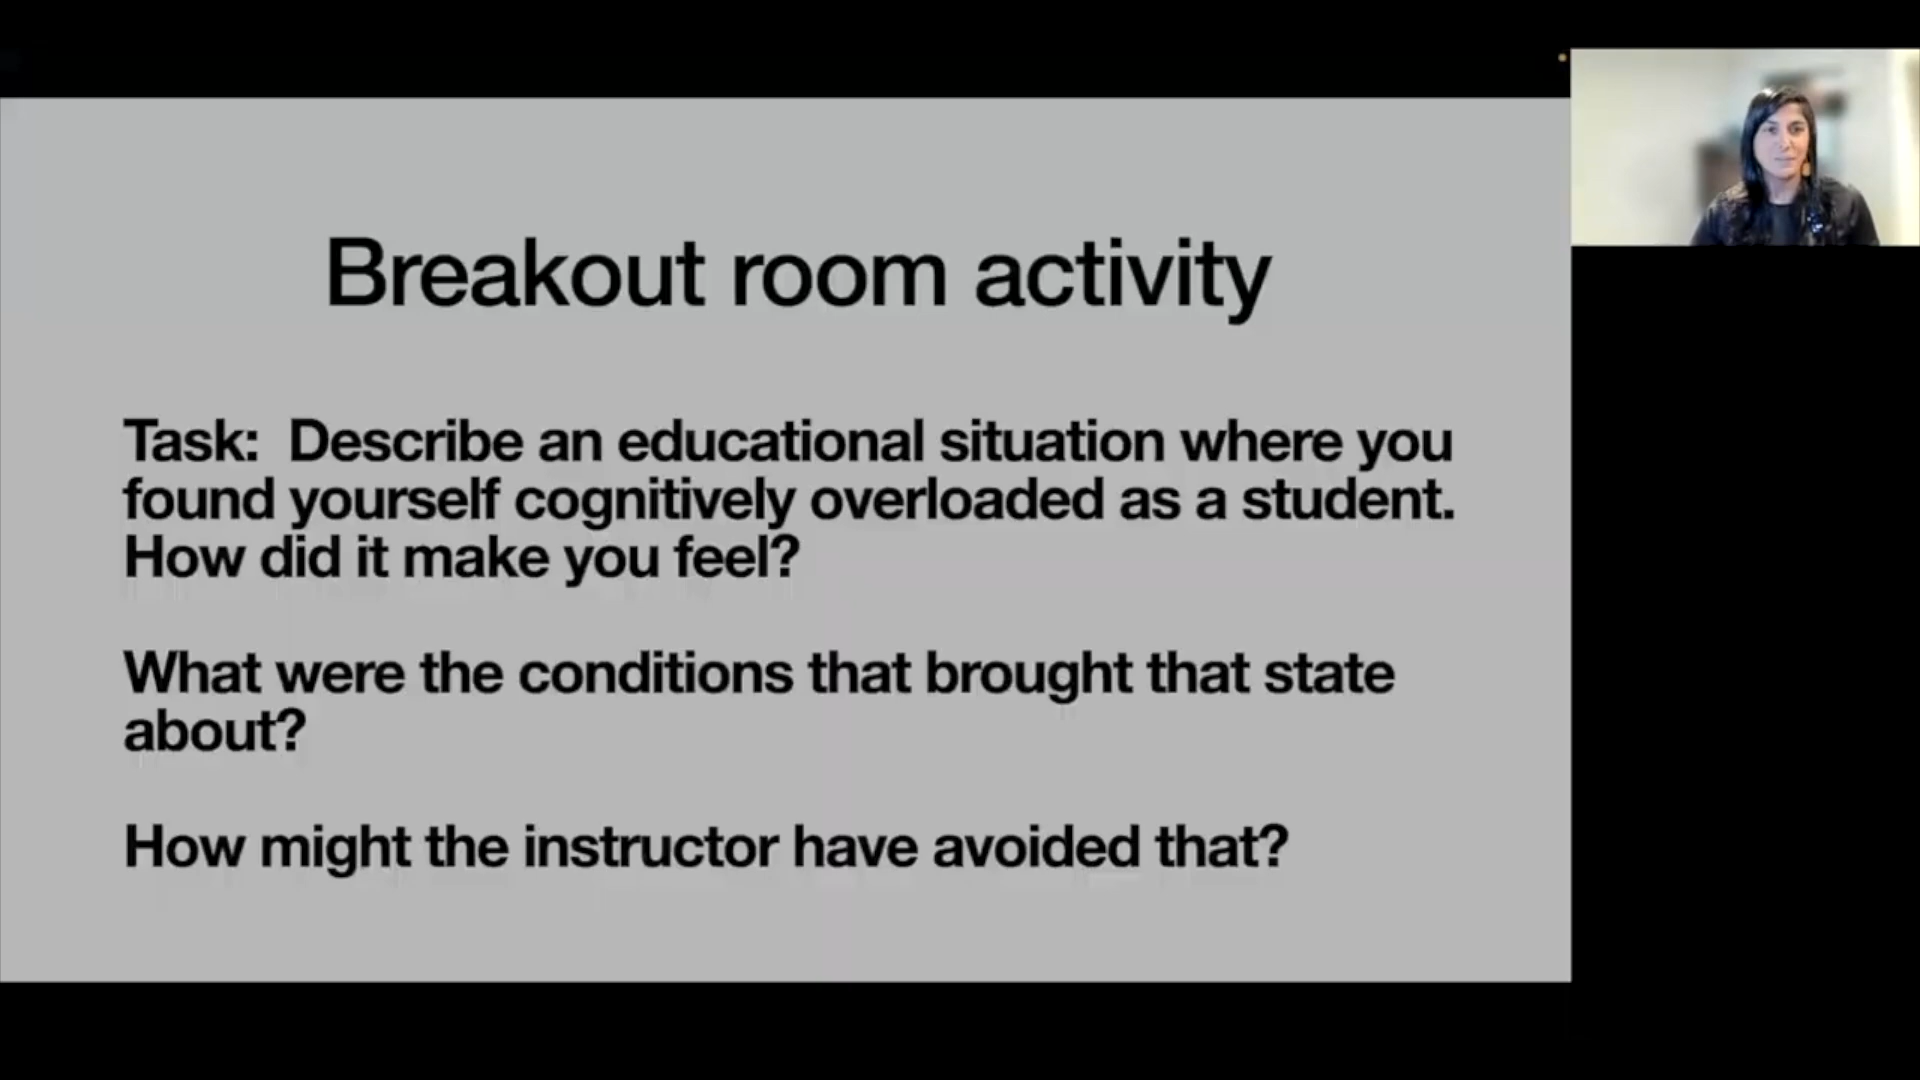 Breakout room activity
Task: Describe an educational situation where you
found yourself cognitively overloaded as a student.
How did it make you feel?
What were the conditions that brought that state
about?
How might the instructor have avoided that?